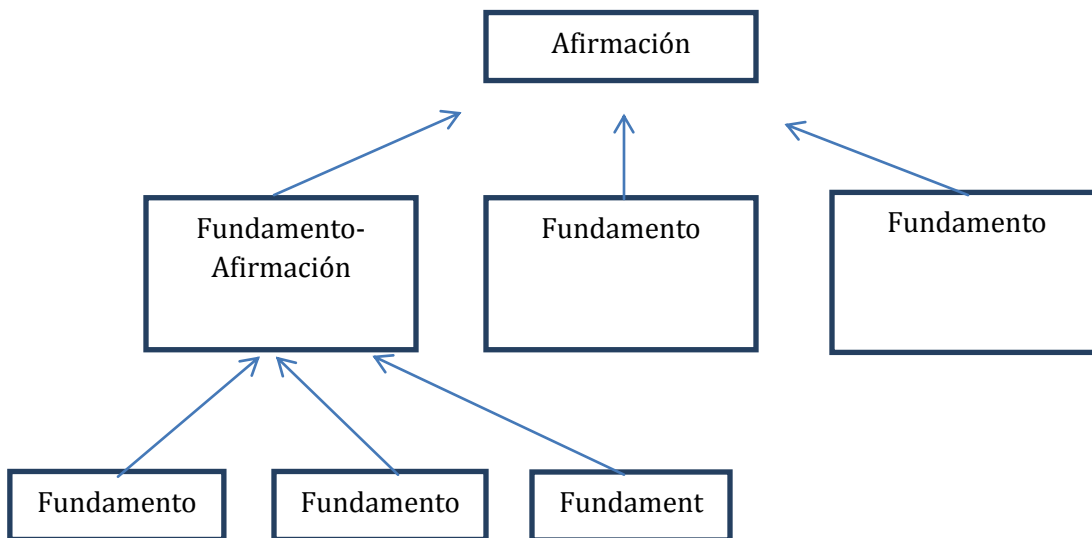 Afirmación
Fundamento-
Afirmación
Fundamento
Fundamento
Fundamento
Fundamento
Fundament